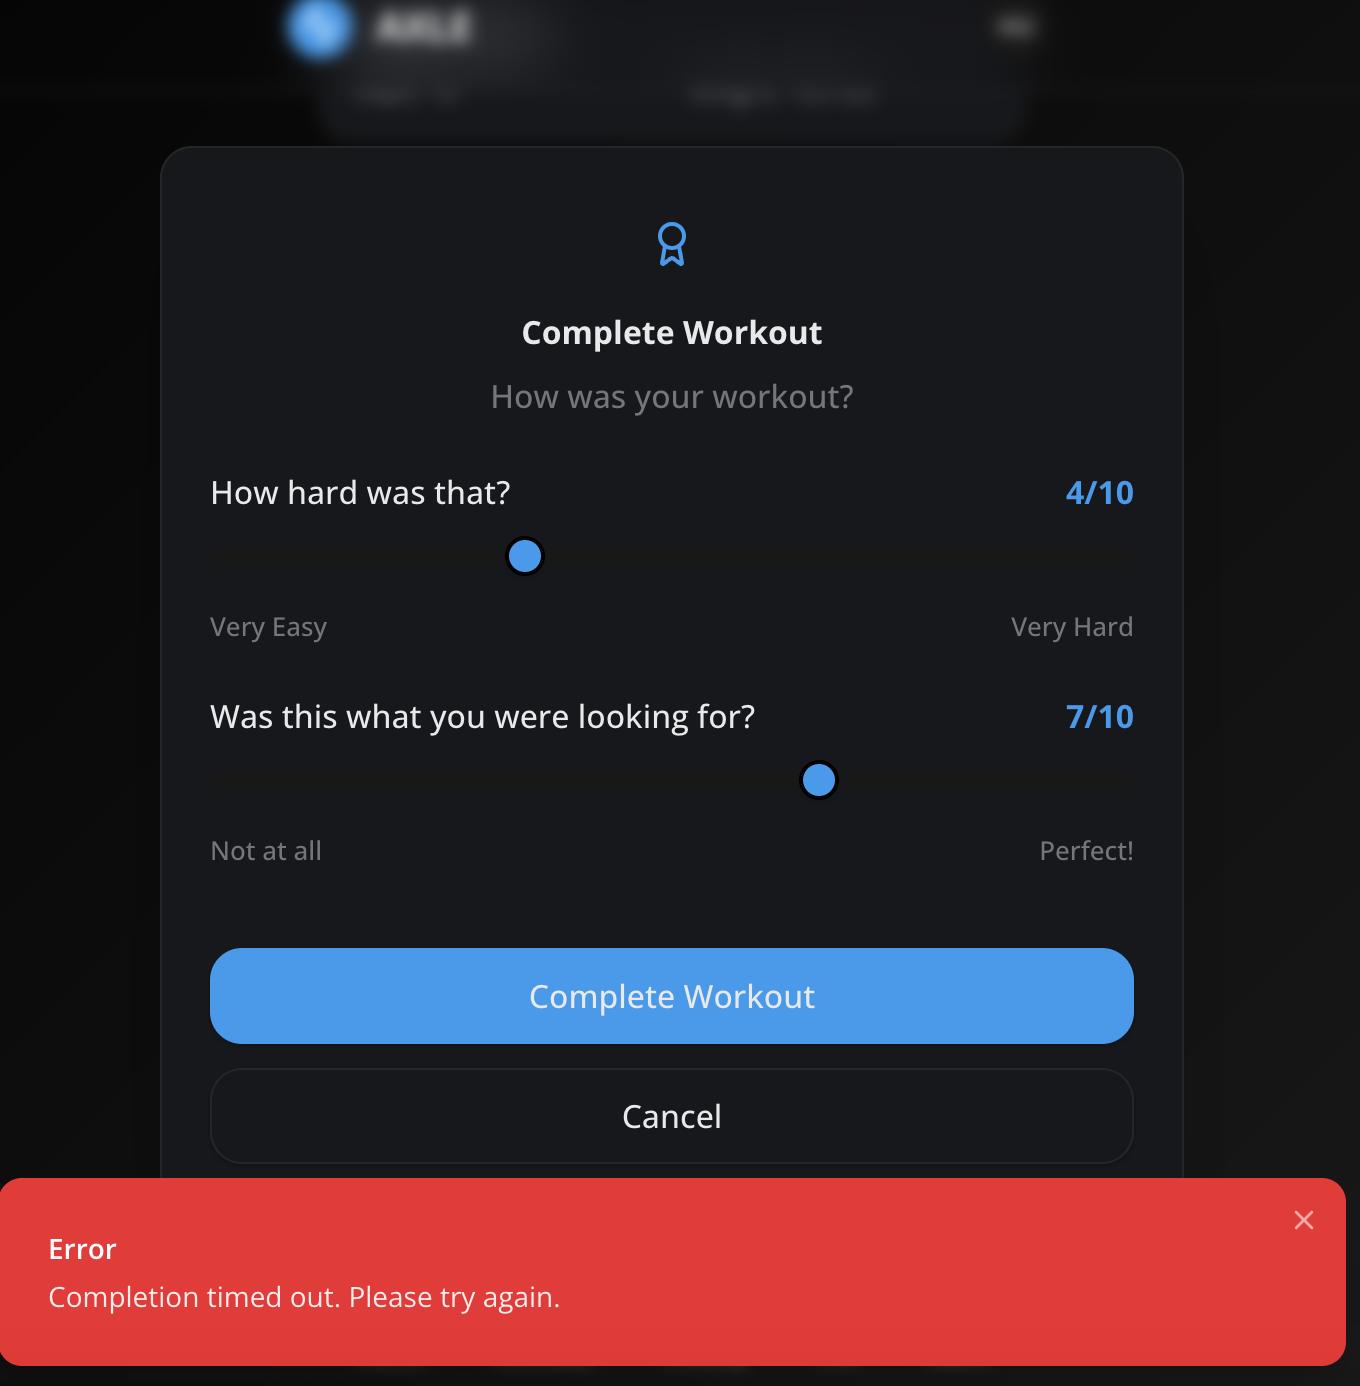 AXLE
Complete Workout
How was your workout?
How hard was that?
4/10
Very Easy
Very Hard
Was this what you were looking for?
7/10
Not at all
Perfect!
Complete Workout
Cancel
Error
Completion timed out. Please try again.